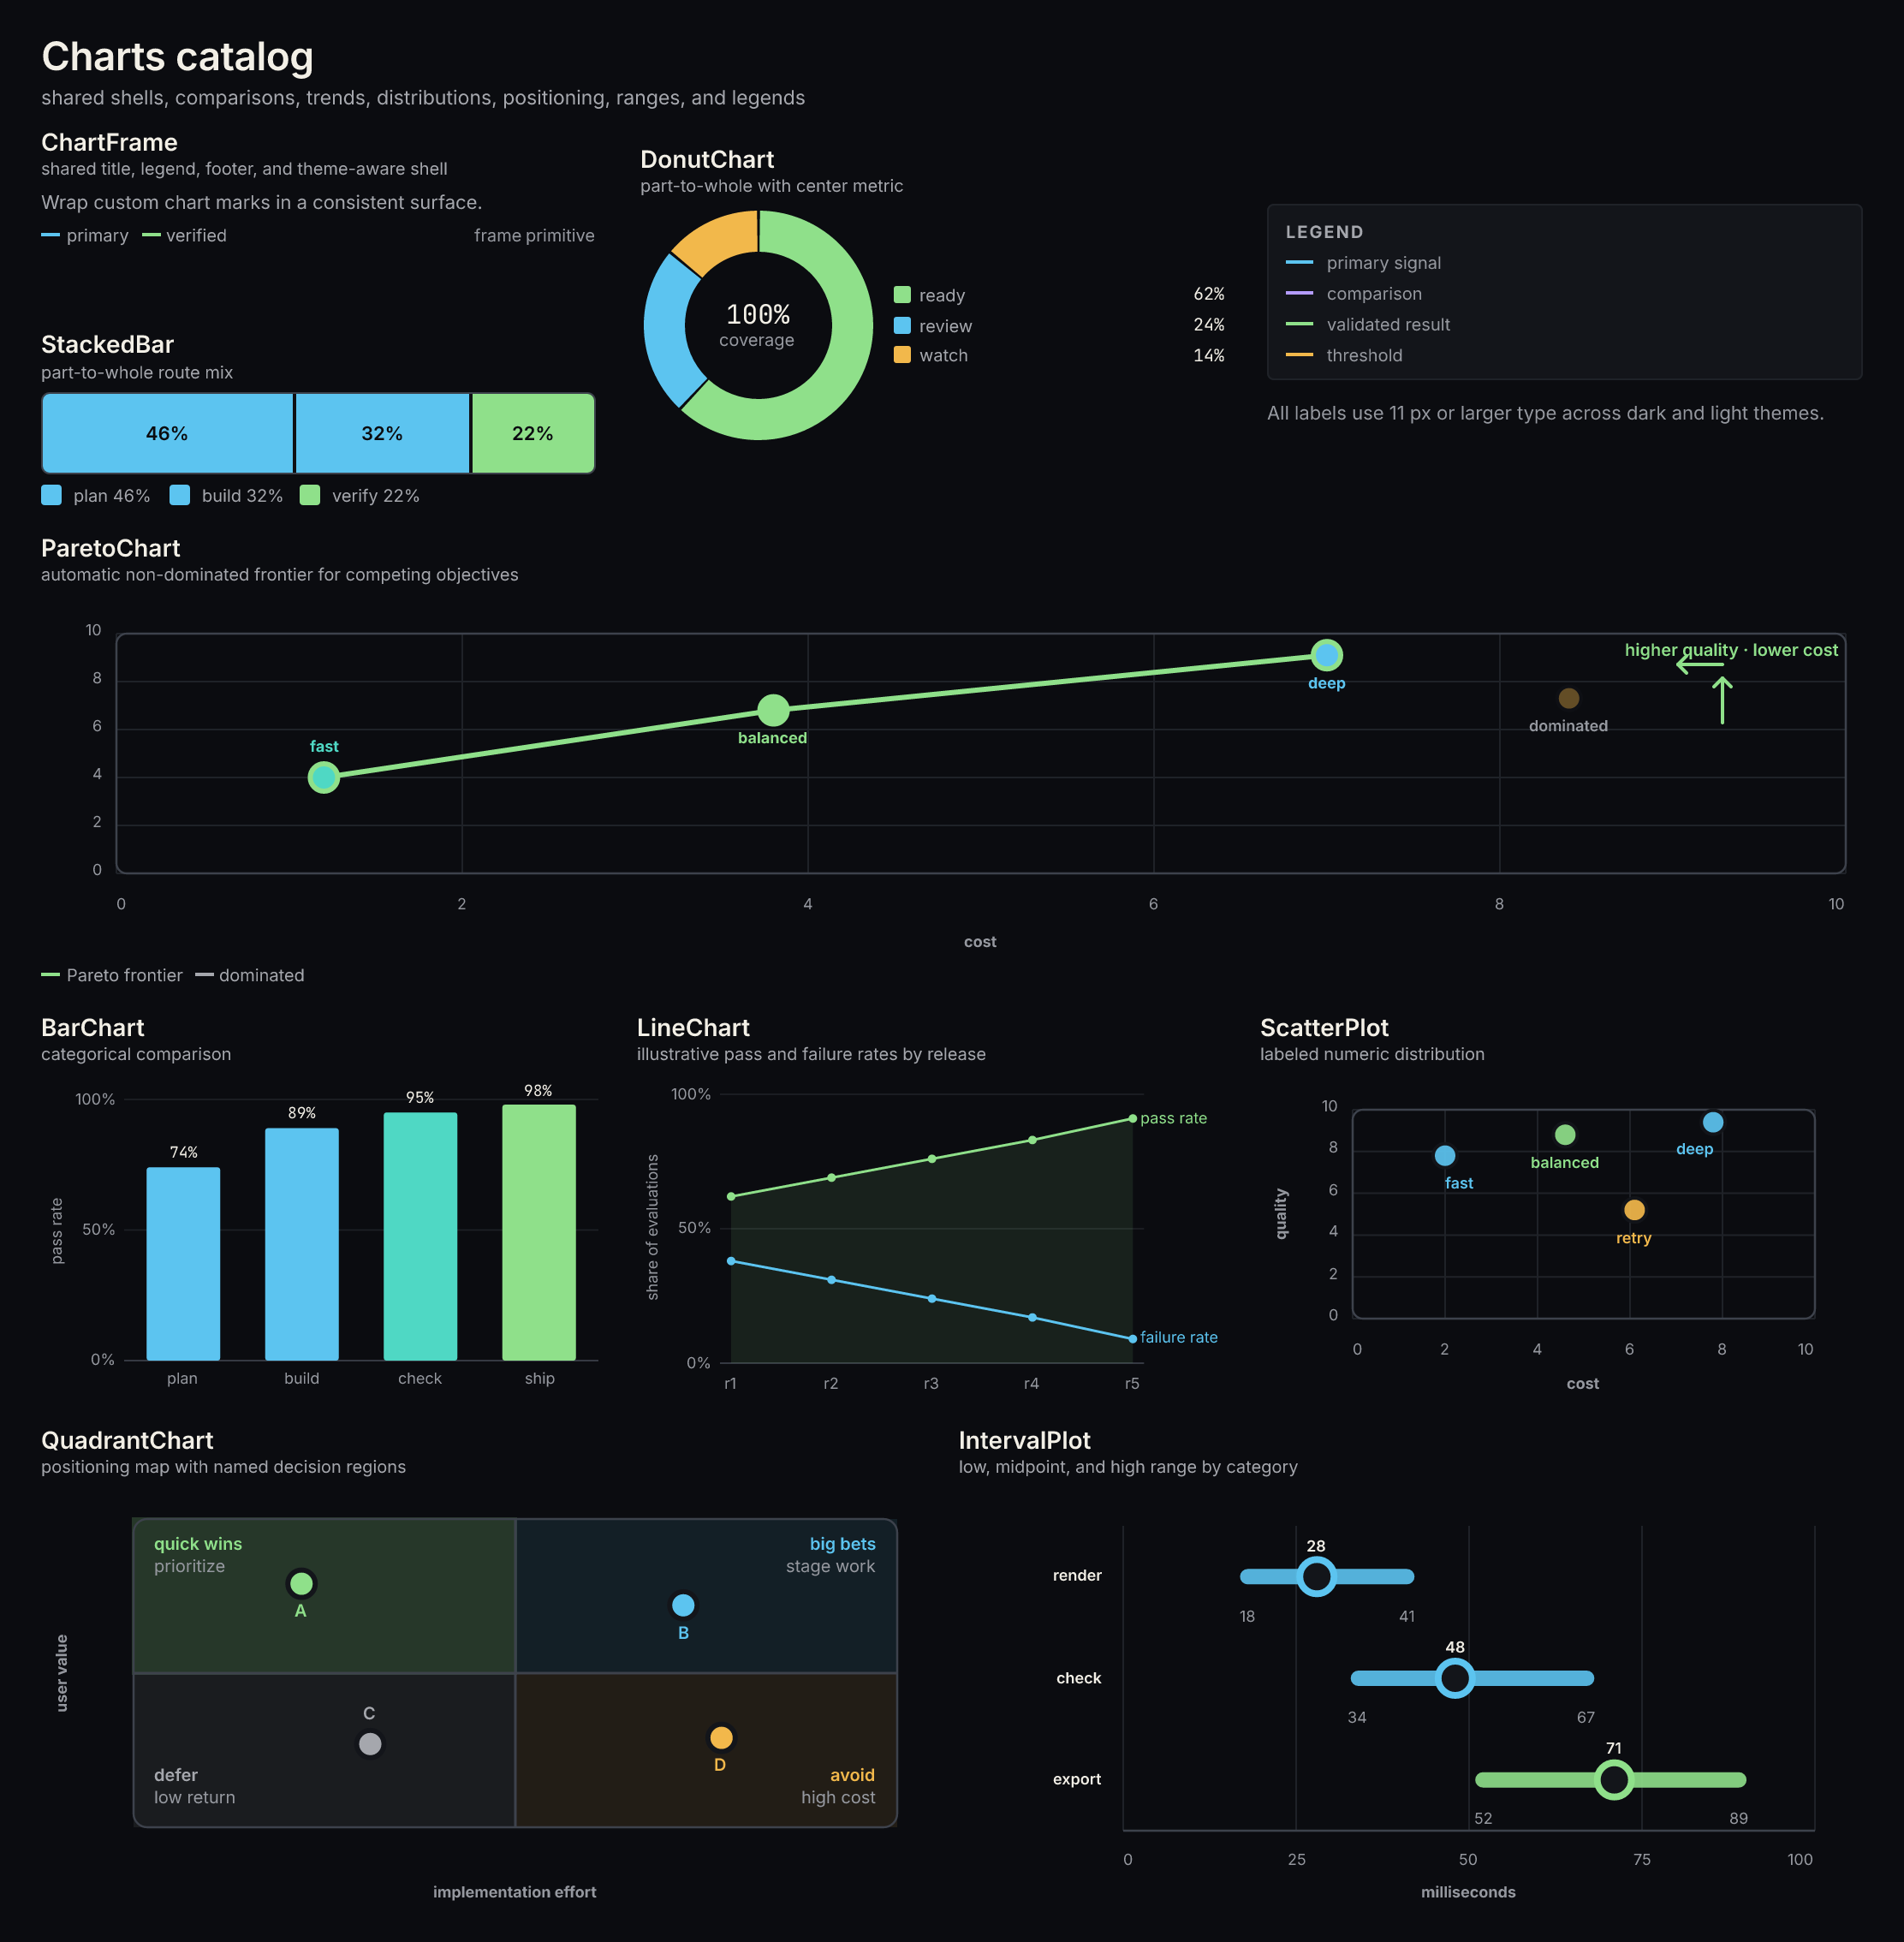 Charts catalog
shared shells, comparisons, trends, distributions, positioning, ranges, and legends
ChartFrame
shared title, legend, footer, and theme-aware shell
Wrap custom chart marks in a consistent surface.
primary verified frame primitive
DonutChart
part-to-whole with center metric
100%
coverage
ready 62%
review 24%
watch 14%
LEGEND
primary signal
comparison
validated result
threshold
All labels use 11 px or larger type across dark and light themes.
StackedBar
part-to-whole route mix
46% 32% 22%
plan 46% build 32% verify 22%
ParetoChart
automatic non-dominated frontier for competing objectives
10
8
6
4
2
0
higher quality · lower cost
deep
dominated
balanced
fast
0 2 4 6 8 10
cost
Pareto frontier dominated
BarChart
categorical comparison
pass rate
100%
50%
0%
74% 89% 95% 98%
plan build check ship
LineChart
illustrative pass and failure rates by release
share of evaluations
100%
50%
0%
pass rate
failure rate
r1 r2 r3 r4 r5
ScatterPlot
labeled numeric distribution
quality
10
8
6
4
2
0
deep
balanced
fast
retry
0 2 4 6 8 10
cost
QuadrantChart
positioning map with named decision regions
user value
quick wins
prioritize
A
big bets
stage work
B
C
defer
low return
D
avoid
high cost
implementation effort
IntervalPlot
low, midpoint, and high range by category
render
28
18 41
check
48
34 67
export
71
52 89
0 25 50 75 100
milliseconds